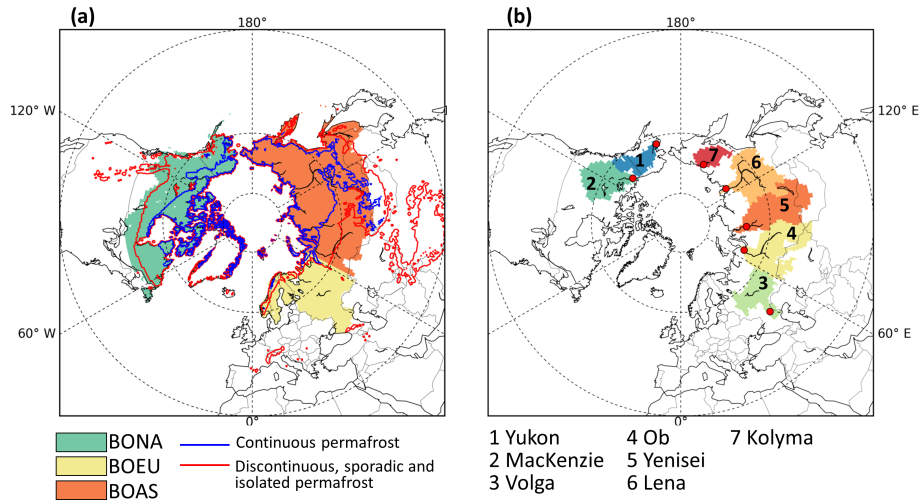 (a)
(b)
180°
180°
120° W
120° E
1
7
2
6
5
4
3
60° W
60° E
0°
0°
BONA
BOEU
BOAS
Continuous permafrost
Discontinuous, sporadic and
isolated permafrost
1 Yukon
2 MacKenzie
3 Volga
4 Ob
5 Yenisei
6 Lena
7 Kolyma